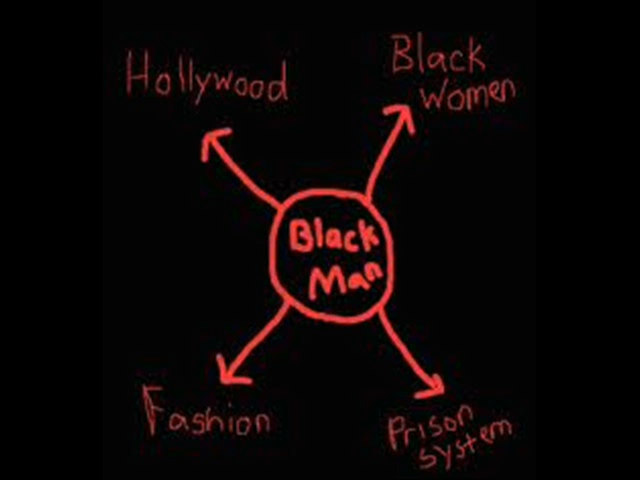 Hollywood
Black
Women
Black
Man
Fashion
Prison
System